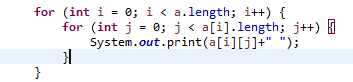 for (int i = 0; i < a.length; i++) {
    for (int j = 0; j < a[i].length; j++) {
        System.out.print(a[i][j]+" ");
    }
}